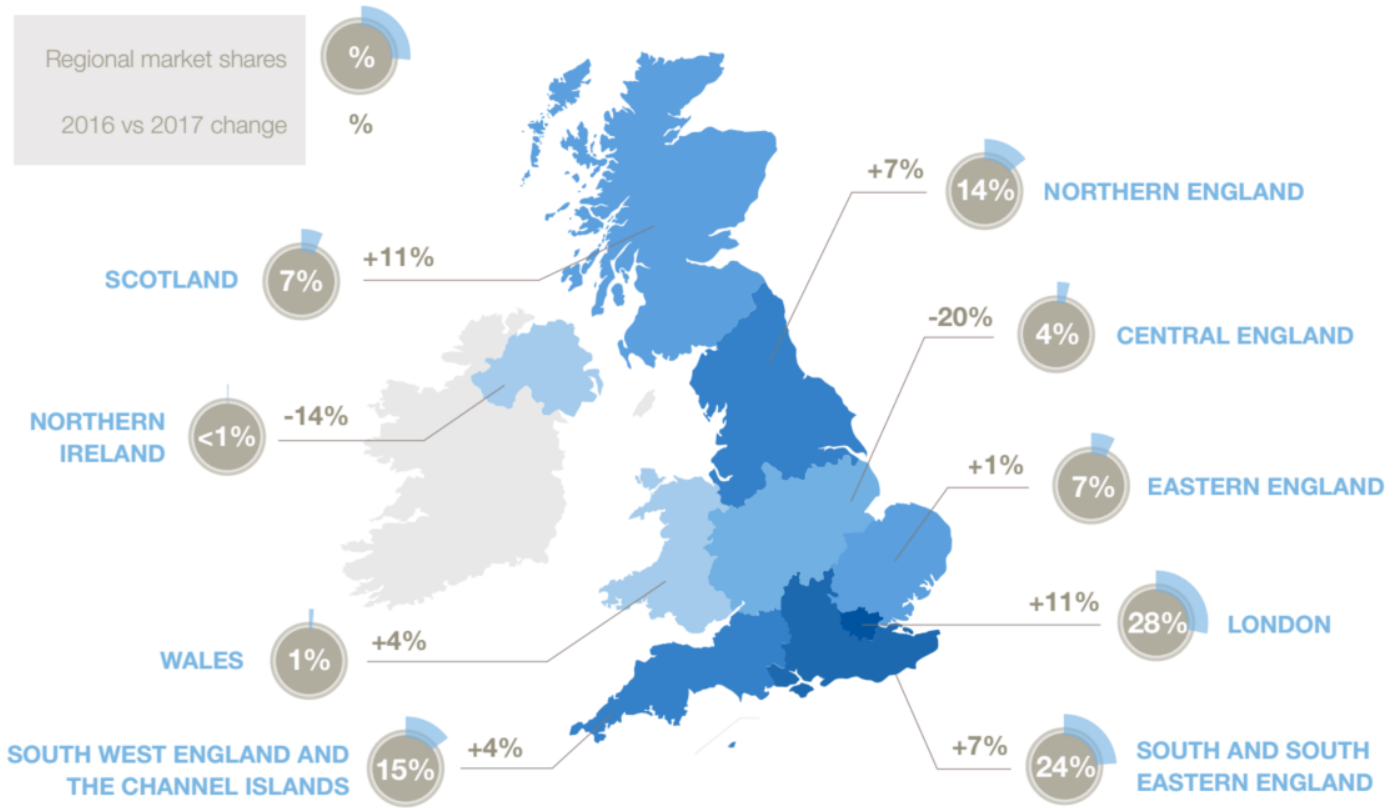 Regional market shares
%
2016 vs 2017 change
%
+7%
14%
NORTHERN ENGLAND
SCOTLAND
7%
+11%
-20%
4%
CENTRAL ENGLAND
NORTHERN
IRELAND
<1%
-14%
+1%
7%
EASTERN ENGLAND
+11%
28%
LONDON
WALES
1%
+4%
SOUTH WEST ENGLAND AND
THE CHANNEL ISLANDS
15%
+4%
+7%
24%
SOUTH AND SOUTH
EASTERN ENGLAND